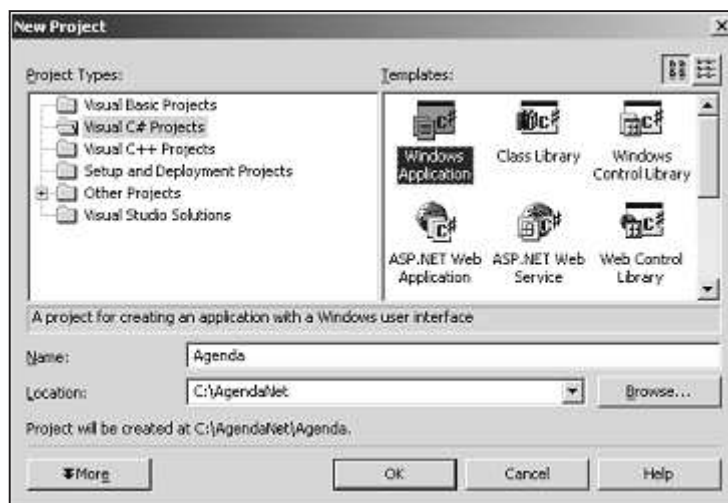 New Project
Project Types:
Templates:
Visual Basic Projects
Visual C# Projects
Visual C++ Projects
Setup and Deployment Projects
Other Projects
Visual Studio Solutions
Windows Application
Class Library
Windows Control Library
ASP.NET Web Application
ASP.NET Web Service
Web Control Library
A project for creating an application with a Windows user interface
Name:
Agenda
Location:
C:\AgendaNet
Browse...
Project will be created at C:\AgendaNet\Agenda.
More
OK
Cancel
Help